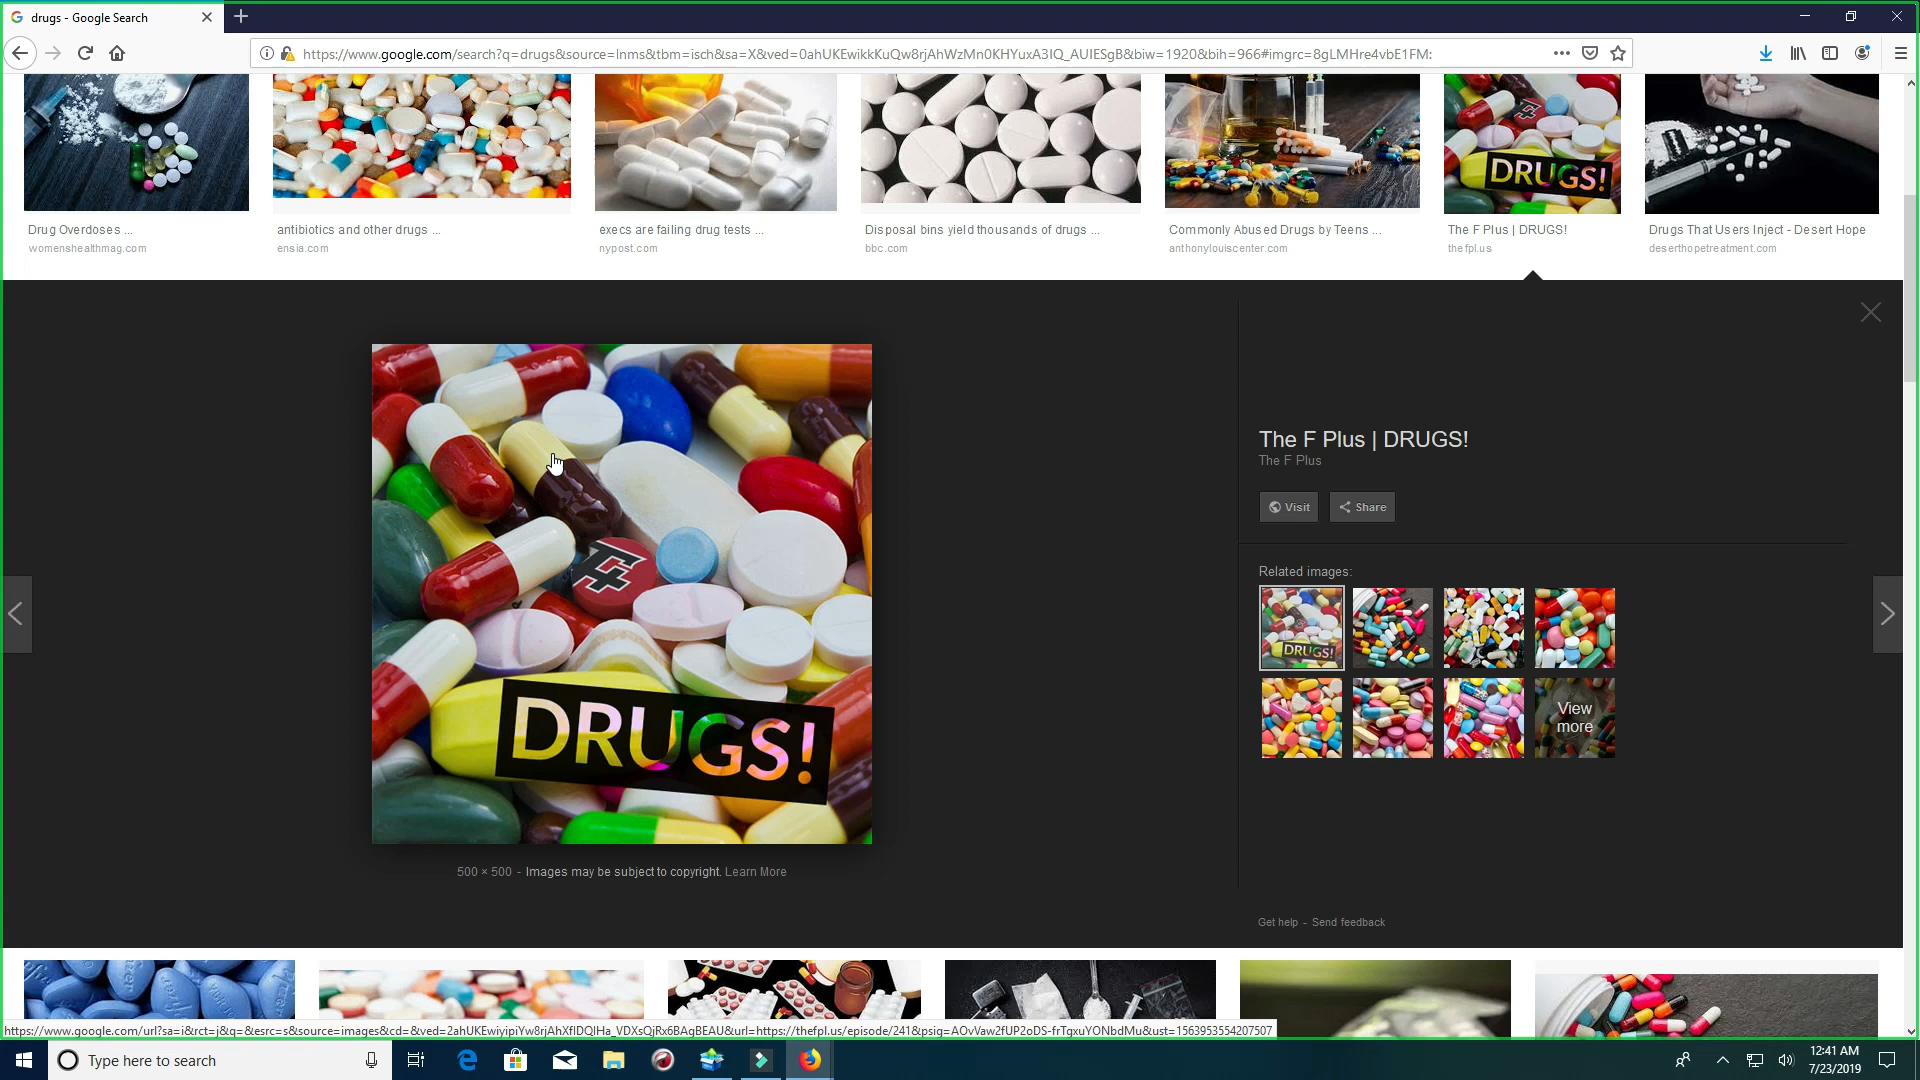 drugs - Google Search
https://www.google.com/search?q=drugs&source=lnms&tbm=isch&sa=X&ved=0ahUKEwikkKuQw8rjAhWzMn0KHYuxA3IQ_AUIESgB&biw=1920&bih=966#imgrc=8gLMHre4vbE1FM:
DRUGS!
Drug Overdoses ...
womenshealthmag.com
antibiotics and other drugs ...
ensia.com
execs are failing drug tests ...
nypost.com
Disposal bins yield thousands of drugs ...
bbc.com
Commonly Abused Drugs by Teens ...
anthonylouiscenter.com
The F Plus | DRUGS!
thefpl.us
Drugs That Users Inject - Desert Hope
deserthopetreatment.com
DRUGS!
500 × 500 - Images may be subject to copyright. Learn More
The F Plus | DRUGS!
The F Plus
Visit
Share
Related images:
DRUGS!
View
more
Get help - Send feedback
https://www.google.com/url?sa=i&rct=j&q=&esrc=s&source=images&cd=&ved=2ahUKEwiyipiYw8rjAhXflDQIHa_VDXsQjRx6BAgBEAU&url=https://thefpl.us/episode/241&psig=AOvVaw2fUP2oDS-frTqxuYONbdMu&ust=1563953554207507
Type here to search
12:41 AM
7/23/2019